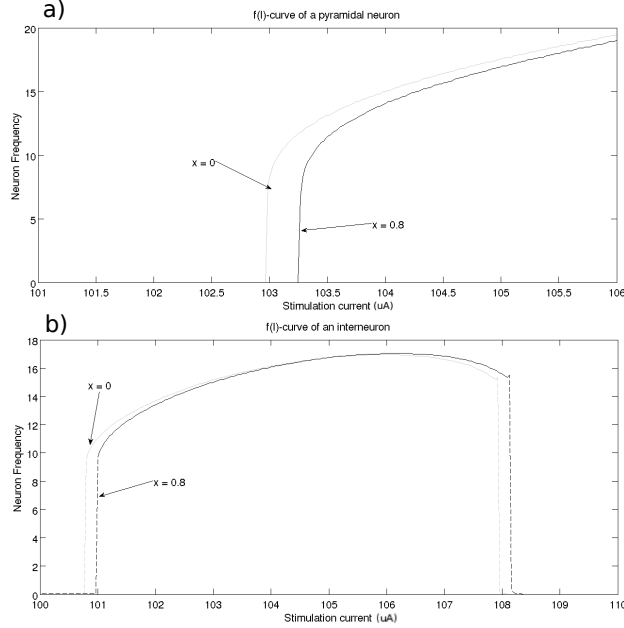 a)
f(I)-curve of a pyramidal neuron
20
15
10
5
0
Neuron Frequency
x = 0
x = 0.8
101 101.5 102 102.5 103 103.5 104 104.5 105 105.5 106
Stimulation current (uA)
b)
f(I)-curve of an interneuron
18
16
14
12
10
8
6
4
2
0
Neuron Frequency
x = 0
x = 0.8
100 101 102 103 104 105 106 107 108 109 110
Stimulation current (uA)